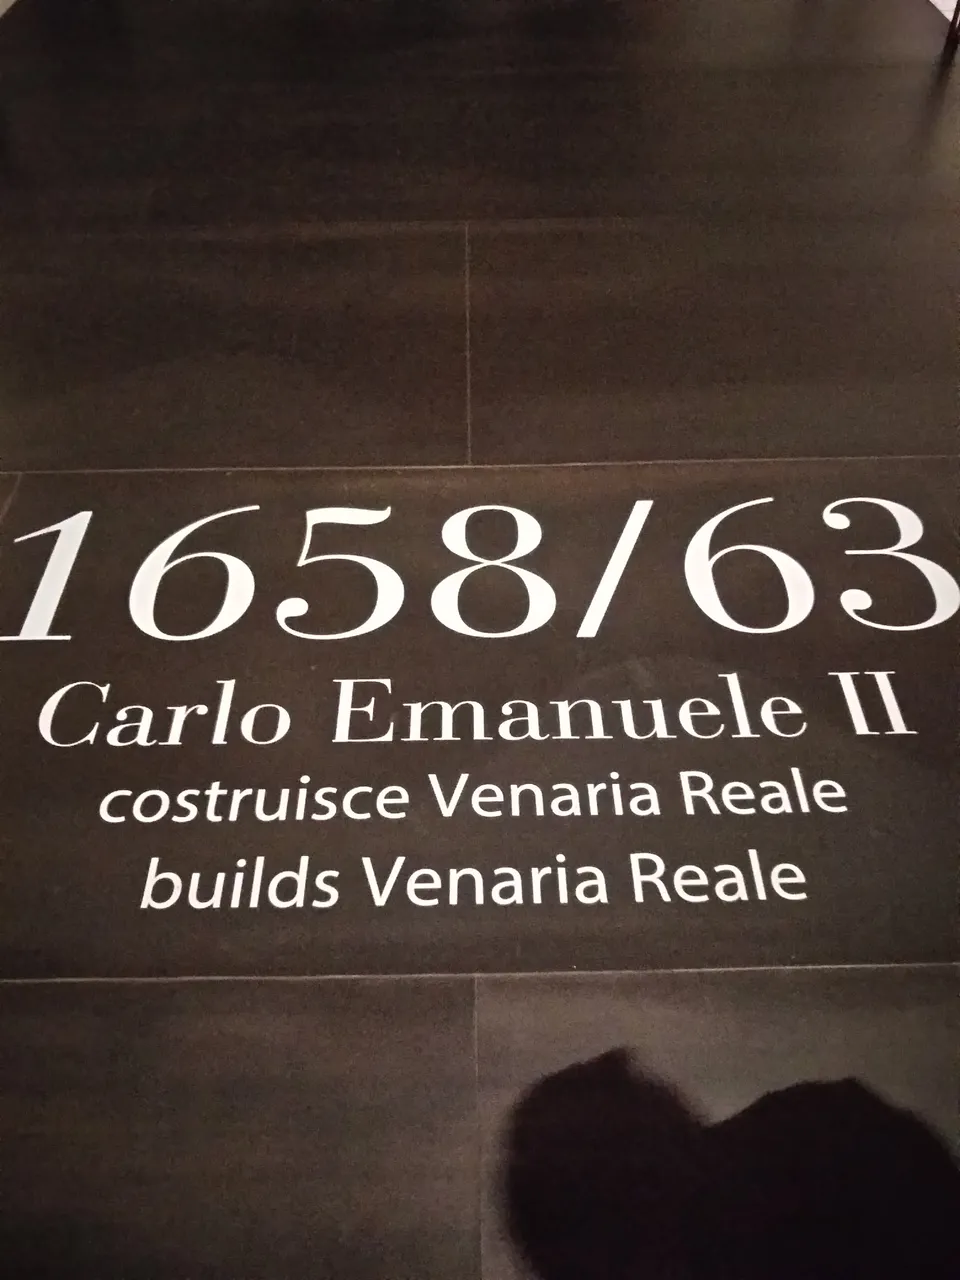 1658/63
Carlo Emanuele II
costruisce Venaria Reale
builds Venaria Reale